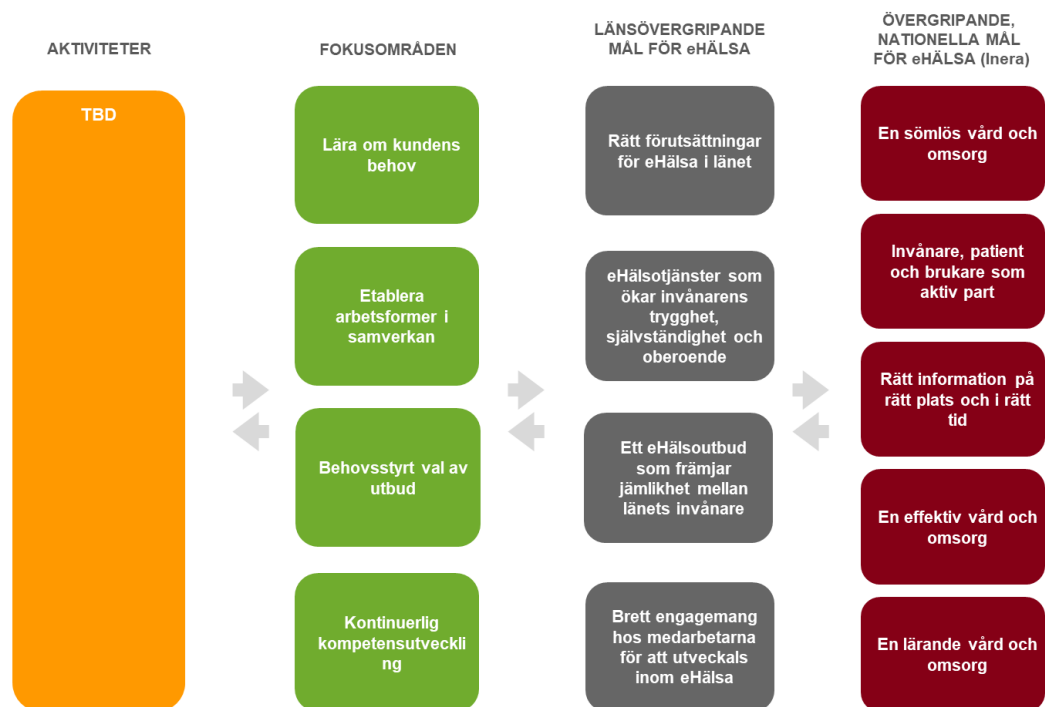 AKTIVITETER
TBD
FOKUSOMRÅDEN
Lära om kundens
behov
Etablera
arbetsformer i
samverkan
Behovsstyrt val av
utbud
Kontinuerlig
kompetensutveckli
ng
LÄNSÖVERGRIPANDE
MÅL FÖR eHÄLSA
Rätt förutsättningar
för eHälsa i länet
eHälsotjänster som
ökar invånarens
trygghet,
självständighet och
oberoende
Ett eHälsoutbud
som främjar
jämlikhet mellan
länets invånare
Brett engagemang
hos medarbetarna
för att utveckals
inom eHälsa
ÖVERGRIPANDE,
NATIONELLA MÅL
FÖR eHÄLSA (Inera)
En sömlös vård och
omsorg
Invånare, patient
och brukare som
aktiv part
Rätt information på
rätt plats och i rätt
tid
En effektiv vård och
omsorg
En lärande vård och
omsorg